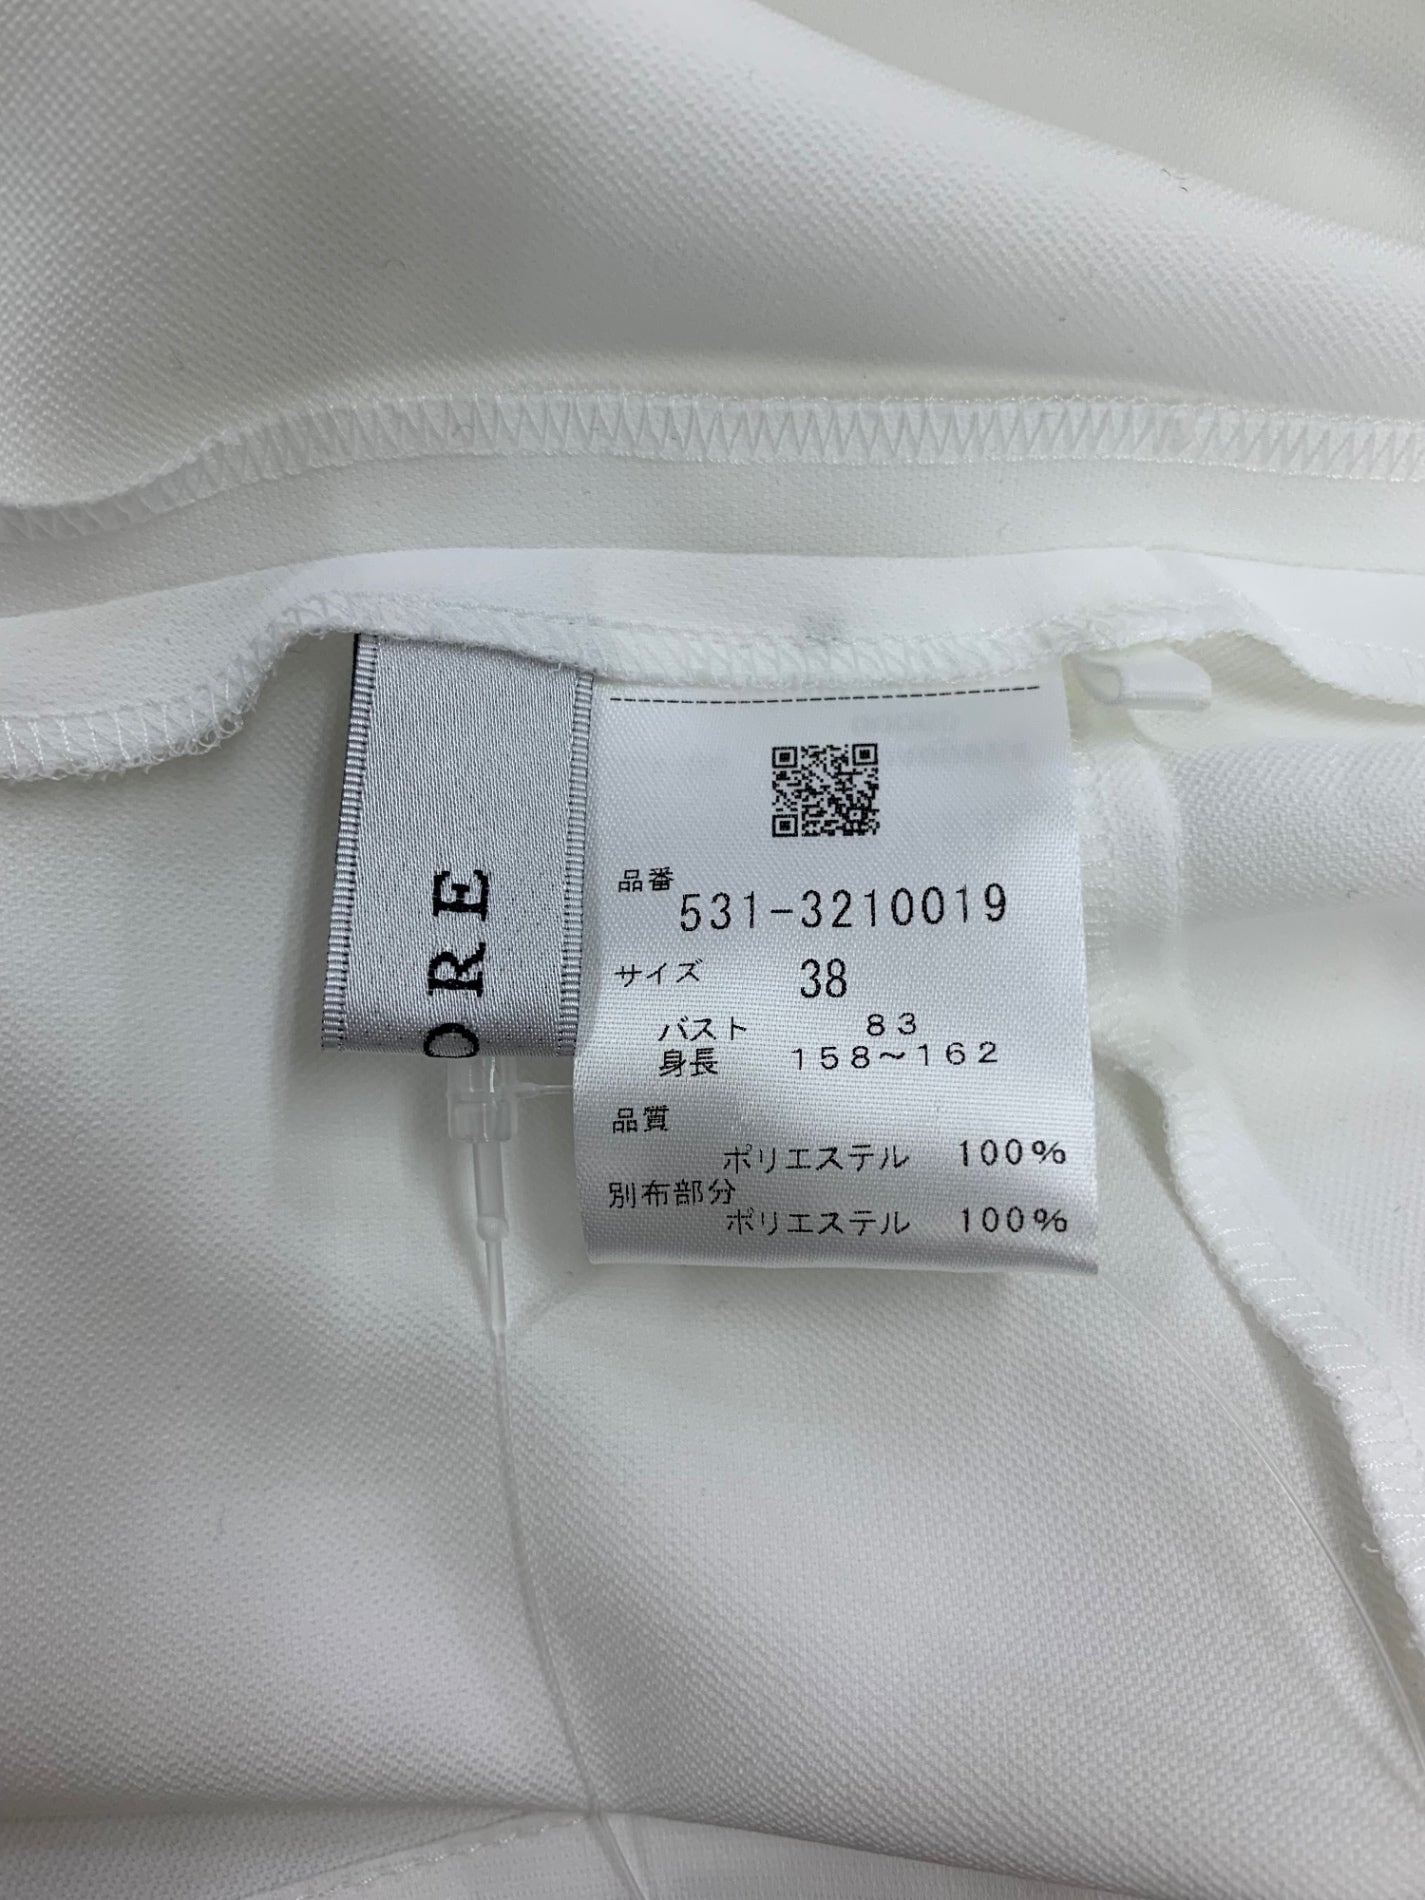 ORE
品番
531-3210019
サイズ 38
バスト 83
身長 158~162
品質
ポリエステル 100%
別布部分
ポリエステル 100%